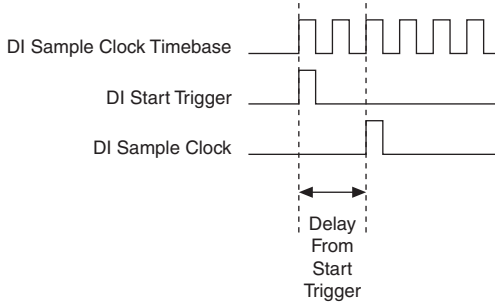 DI Sample Clock Timebase
DI Start Trigger
DI Sample Clock
Delay
From
Start
Trigger